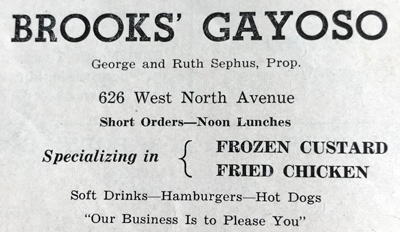 BROOKS' GAYOSO
George and Ruth Sephus, Prop.
626 West North Avenue
Short Orders—Noon Lunches
Specializing in { FROZEN CUSTARD
FRIED CHICKEN
Soft Drinks—Hamburgers—Hot Dogs
"Our Business Is to Please You"